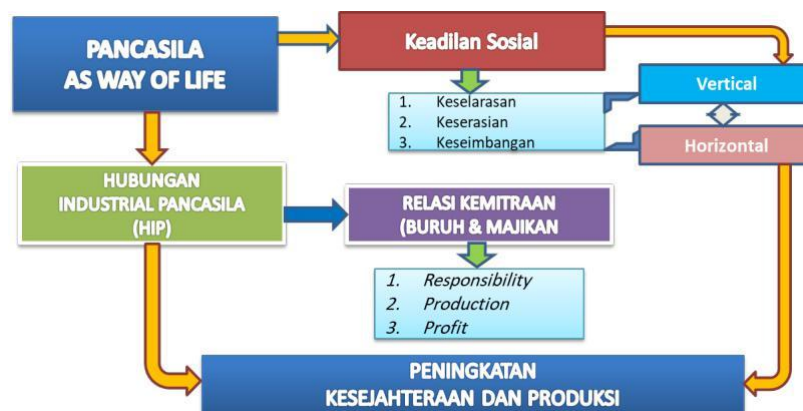 PANCASILA
AS WAY OF LIFE
Keadilan Sosial
Vertical
1. Keselarasan
2. Keserasian
3. Keseimbangan
Horizontal
HUBUNGAN
INDUSTRIAL PANCASILA
(HIP)
RELASI KEMITRAAN
(BURUH & MAJIKAN
1. Responsibility
2. Production
3. Profit
PENINGKATAN
KESEJAHTERAAN DAN PRODUKSI